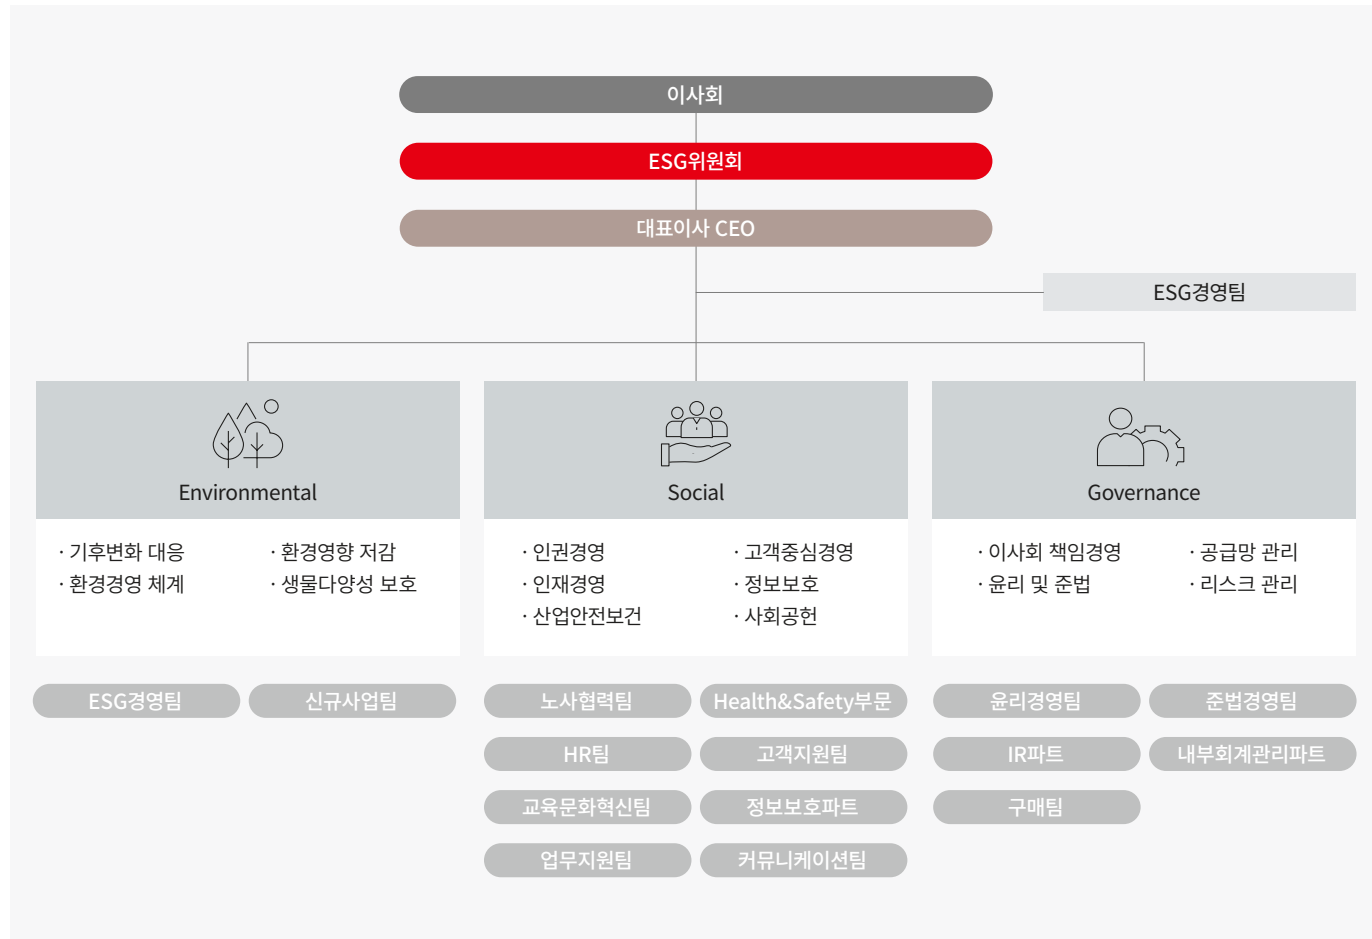 이사회
ESG위원회
대표이사 CEO
ESG경영팀
Environmental
· 기후변화 대응
· 환경경영 체계
· 환경영향 저감
· 생물다양성 보호
ESG경영팀
신규사업팀
Social
· 인권경영
· 인재경영
· 산업안전보건
· 고객중심경영
· 정보보호
· 사회공헌
노사협력팀
Health&Safety부문
HR팀
고객지원팀
교육문화혁신팀
정보보호파트
업무지원팀
커뮤니케이션팀
Governance
· 이사회 책임경영
· 윤리 및 준법
· 공급망 관리
· 리스크 관리
윤리경영팀
준법경영팀
IR파트
내부회계관리파트
구매팀